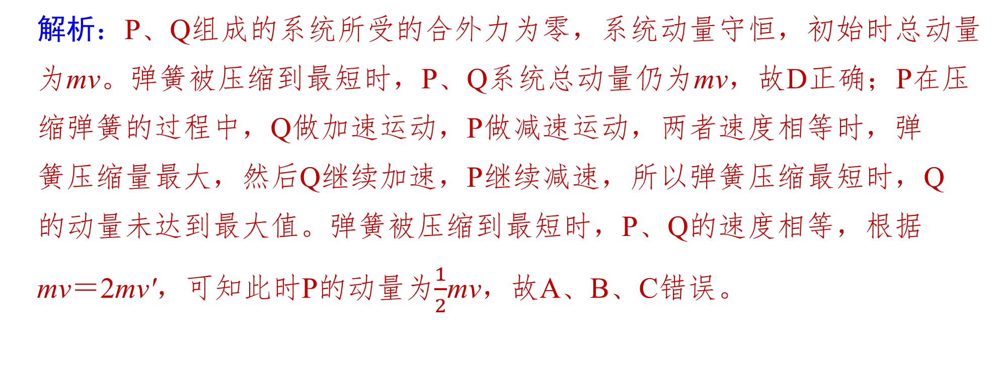 解析：P、Q组成的系统所受的合外力为零，系统动量守恒，初始时总动量
为mv。弹簧被压缩到最短时，P、Q系统总动量仍为mv，故D正确；P在压
缩弹簧的过程中，Q做加速运动，P做减速运动，两者速度相等时，弹
簧压缩量最大，然后Q继续加速，P继续减速，所以弹簧压缩最短时，Q
的动量未达到最大值。弹簧被压缩到最短时，P、Q的速度相等，根据
mv＝2mv′，可知此时P的动量为1/2mv，故A、B、C错误。